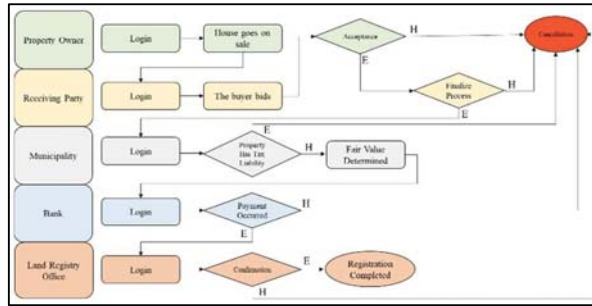 Property Owner
Login
House goes on
sale
Acceptance
H
Cancellation
E
Receiving Party
Login
The buyer bids
Finalize
Process
H
E
Municipality
Login
E
Property
Has Tax
Liability
H
Fair Value
Determined
Bank
Login
Payment
Occurred
H
E
Land Registry
Office
Login
Confirmation
E
Registration
Completed
H